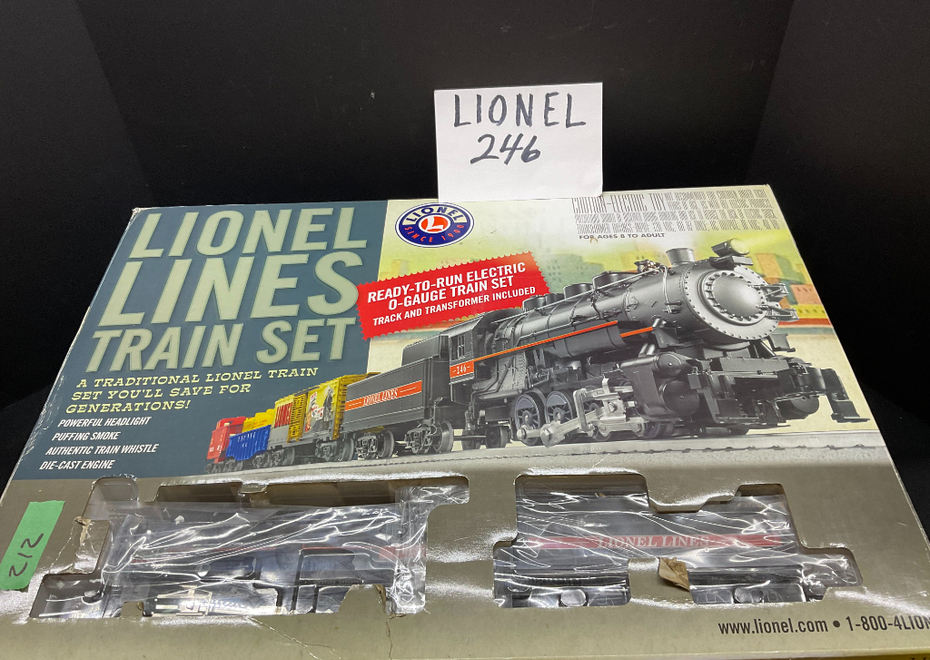 LIONEL
246
LIONEL
LINES
TRAIN SET
A TRADITIONAL LIONEL TRAIN
SET YOU'LL SAVE FOR
GENERATIONS!
POWERFUL HEADLIGHT
PUFFING SMOKE
AUTHENTIC TRAIN WHISTLE
DIE-CAST ENGINE
LIONEL
L
SINCE 1900
FOR AGES 8 TO ADULT
READY-TO-RUN ELECTRIC
O-GAUGE TRAIN SET
TRACK AND TRANSFORMER INCLUDED
246
LIONEL LINES
212
LIONEL LINES
www.lionel.com • 1-800-4LION